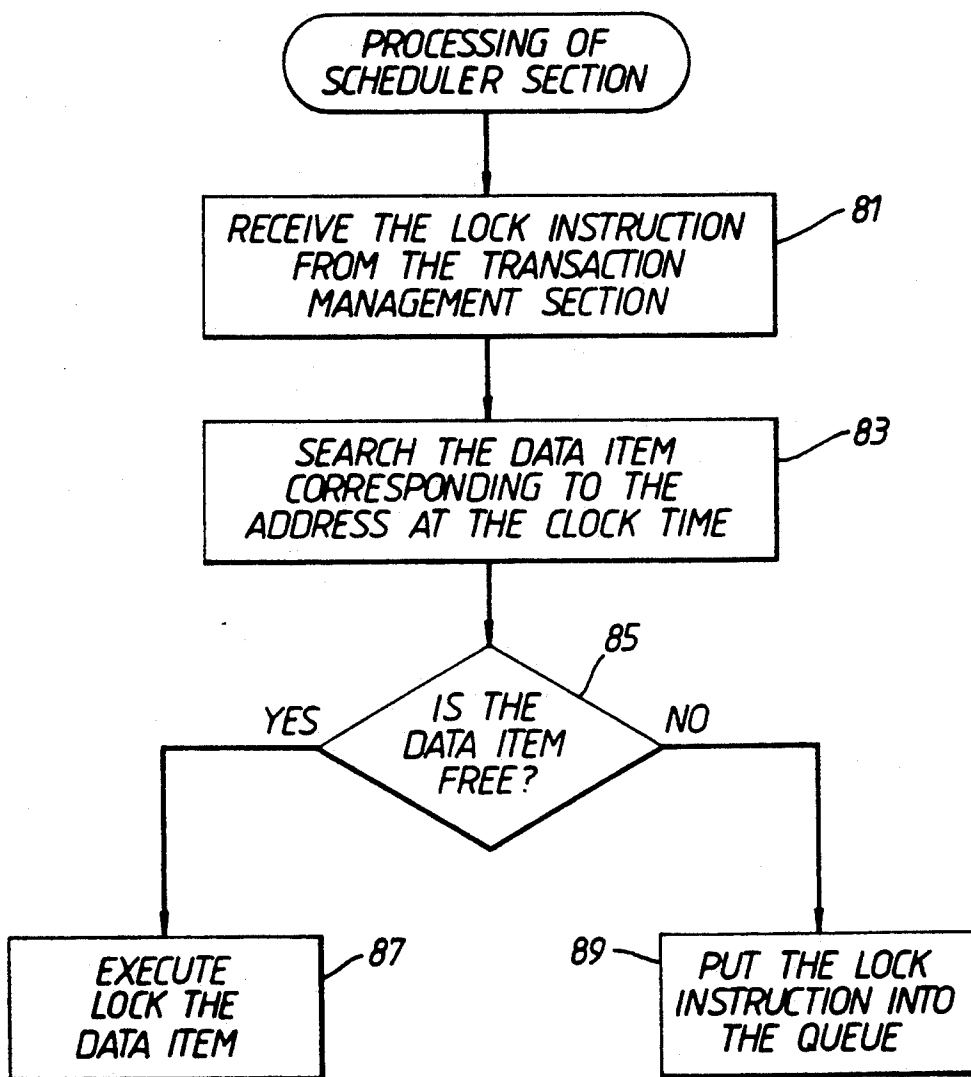 PROCESSING OF
SCHEDULER SECTION
81
RECEIVE THE LOCK INSTRUCTION
FROM THE TRANSACTION
MANAGEMENT SECTION
83
SEARCH THE DATA ITEM
CORRESPONDING TO THE
ADDRESS AT THE CLOCK TIME
85
YES
IS THE
DATA ITEM
FREE?
NO
87
EXECUTE
LOCK THE
DATA ITEM
89
PUT THE LOCK
INSTRUCTION INTO
THE QUEUE